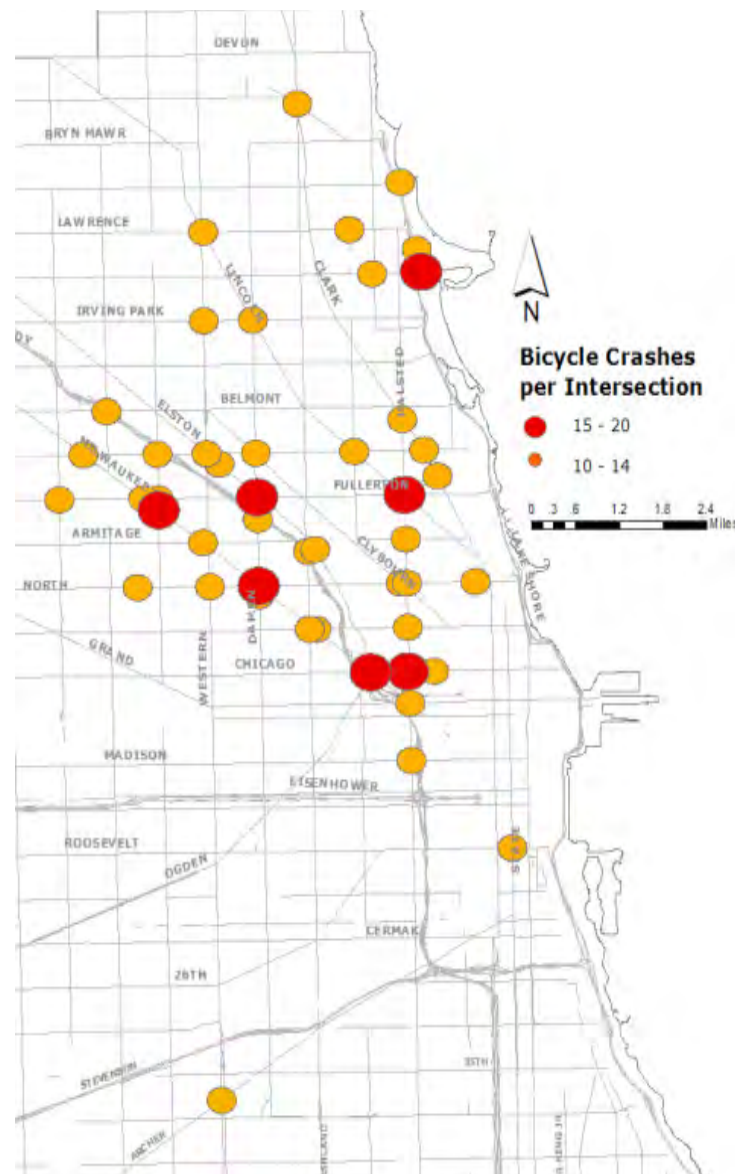 DEVON
BRYN MAWR
LAWRENCE
LINCOLN
CLARK
N
IRVING PARK
Bicycle Crashes
per Intersection
15 - 20
10 - 14
HALSTED
BELMONT
ELSTON
MILWAUKEE
FULLERTON
0 .3 .6 1.2 1.8 2.4
Miles
ARMITAGE
CLYBOURN
LAKE SHORE
NORTH
DAMEN
WESTERN
GRAND
CHICAGO
MADISON
EISENHOWER
ROOSEVELT
STATE
OGDEN
CERMAK
26TH
STEVENSON
35TH
ARCHER